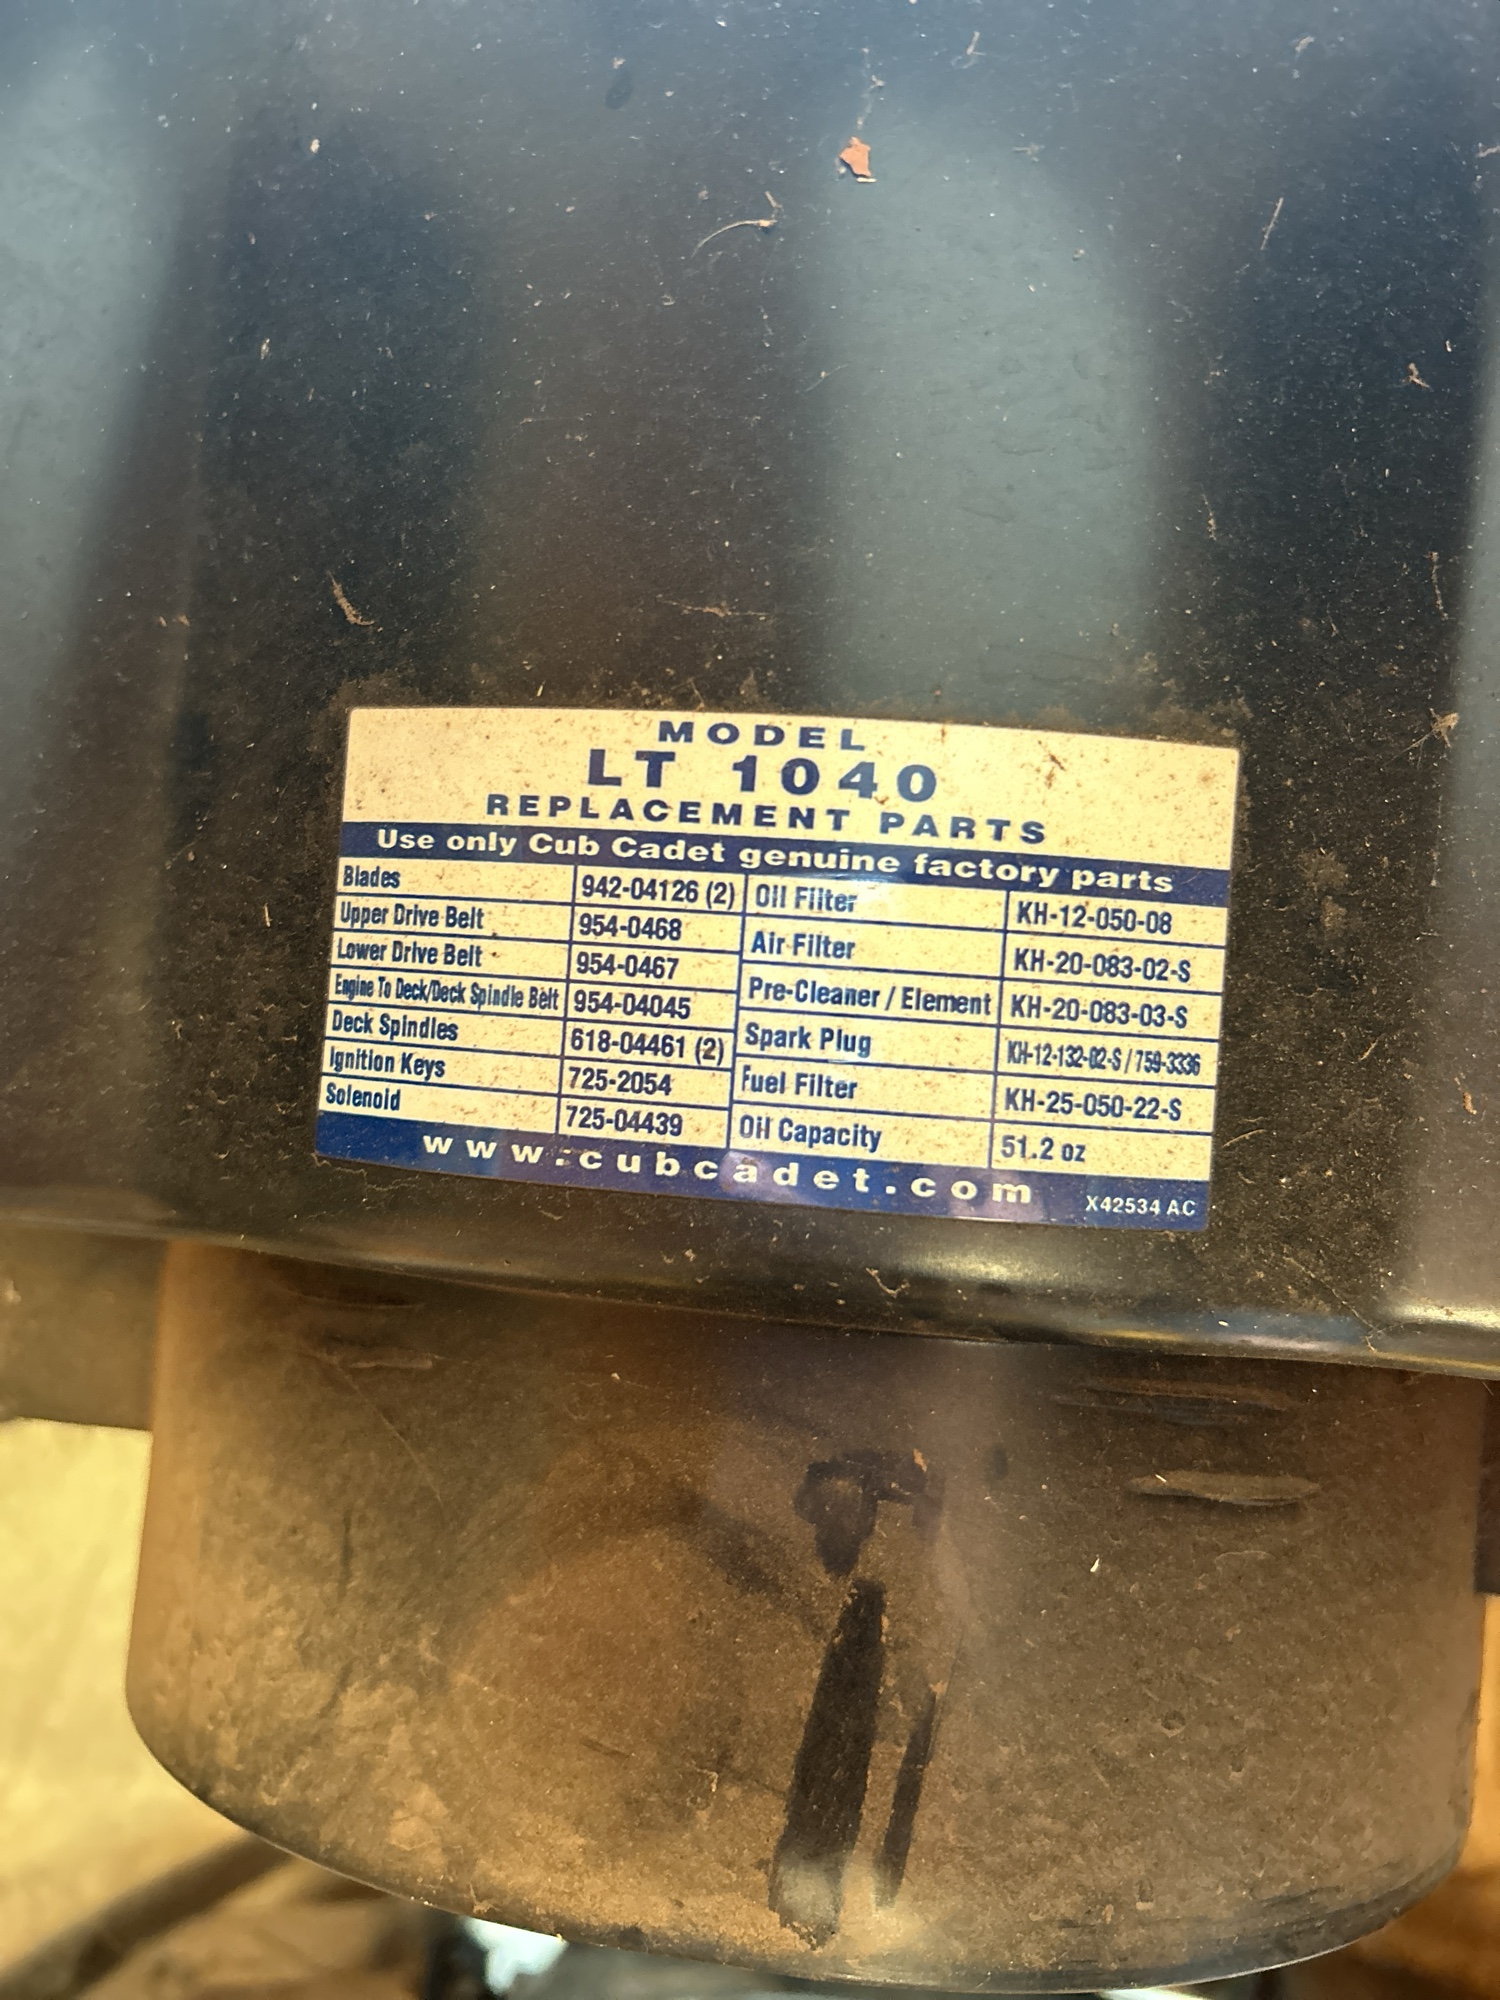 MODEL
LT 1040
REPLACEMENT PARTS
Use only Cub Cadet genuine factory parts
Blades 942-04126 (2) Oil Filter KH-12-050-08
Upper Drive Belt 954-0468 Air Filter KH-20-083-02-S
Lower Drive Belt 954-0467 Pre-Cleaner / Element KH-20-083-03-S
Engine To Deck/Deck Spindle Belt 954-04045 Spark Plug KH-12-132-02-S / 759-3336
Deck Spindles 618-04461 (2) Fuel Filter KH-25-050-22-S
Ignition Keys 725-2054 Oil Capacity 51.2 oz
Solenoid 725-04439
www.cubcadet.com X42534 AC